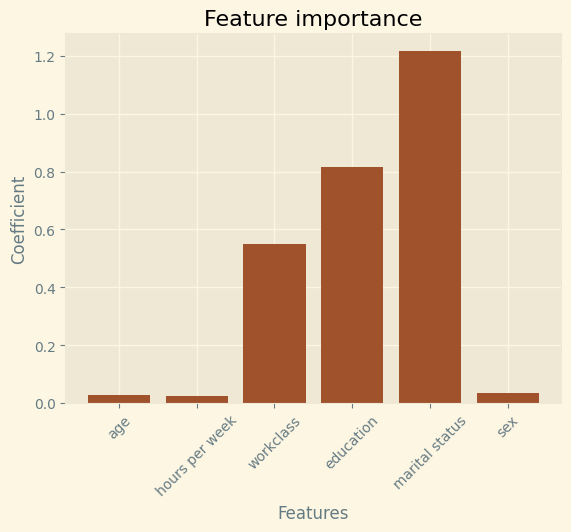 Feature importance
Coefficient
1.2
1.0
0.8
0.6
0.4
0.2
0.0
age
hours per week
workclass
education
marital status
sex
Features